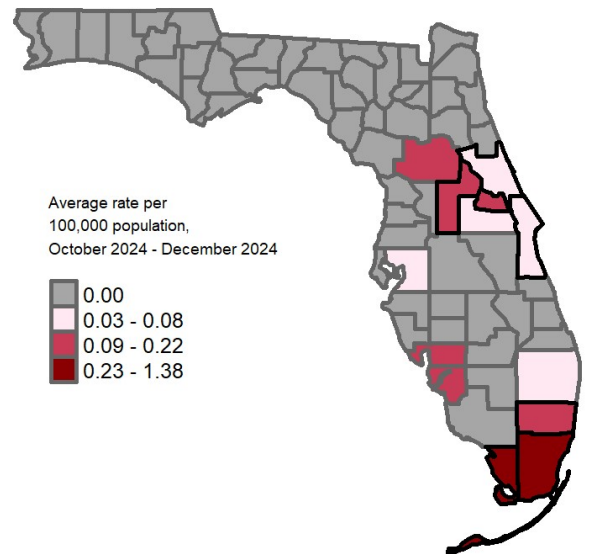 Average rate per
100,000 population,
October 2024 - December 2024
0.00
0.03 - 0.08
0.09 - 0.22
0.23 - 1.38